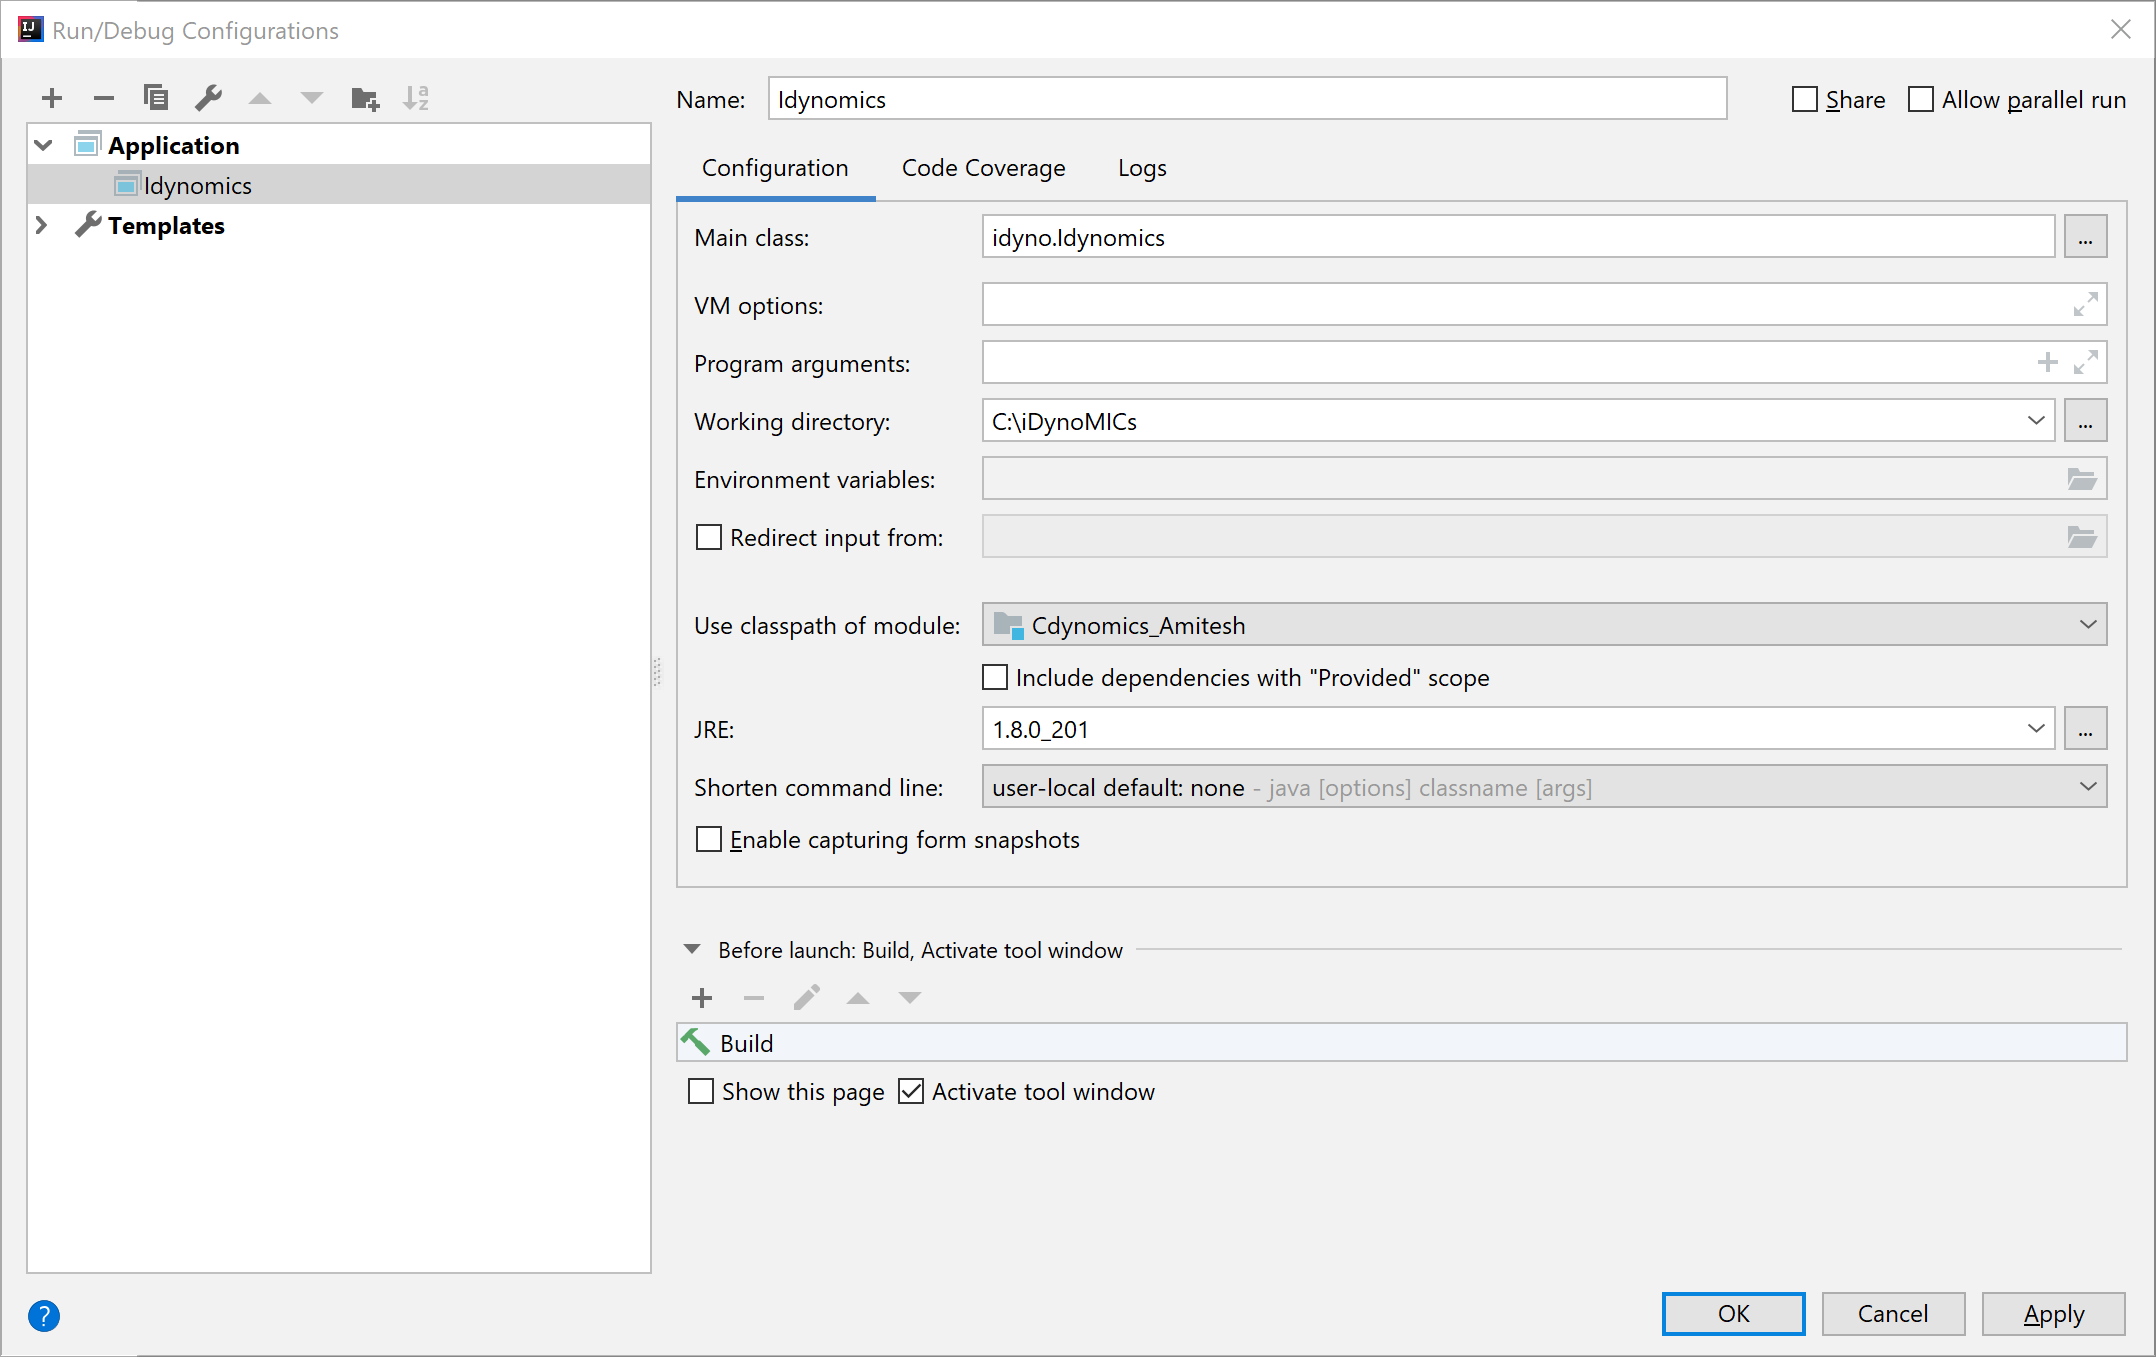 Run/Debug Configurations
Name: Idynomics Share Allow parallel run
Application
Idynomics
Templates
Configuration Code Coverage Logs
Main class: idyno.Idynomics ...
VM options:
Program arguments:
Working directory: C:\iDynoMICs ...
Environment variables:
Redirect input from:
Use classpath of module: Cdynomics_Amitesh
Include dependencies with "Provided" scope
JRE: 1.8.0_201 ...
Shorten command line: user-local default: none - java [options] classname [args]
Enable capturing form snapshots
Before launch: Build, Activate tool window
Build
Show this page Activate tool window
? OK Cancel Apply